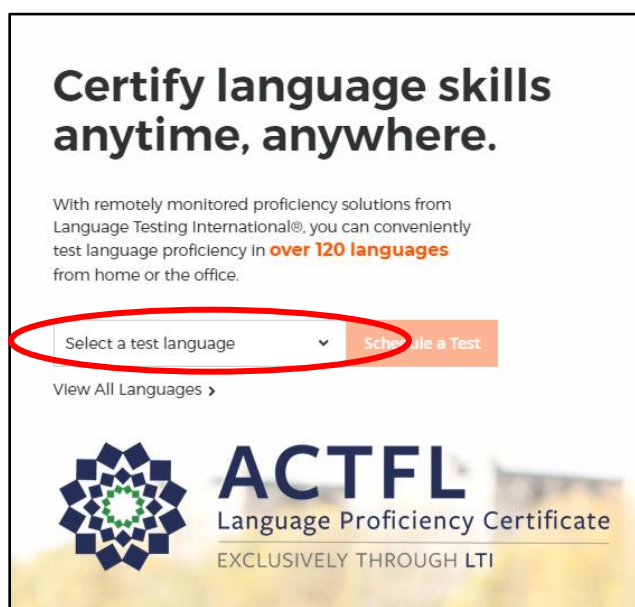 Certify language skills
anytime, anywhere.
With remotely monitored proficiency solutions from
Language Testing International®, you can conveniently
test language proficiency in over 120 languages
from home or the office.
Select a test language
Schedule a Test
View All Languages >
ACTFL
Language Proficiency Certificate
EXCLUSIVELY THROUGH LTI